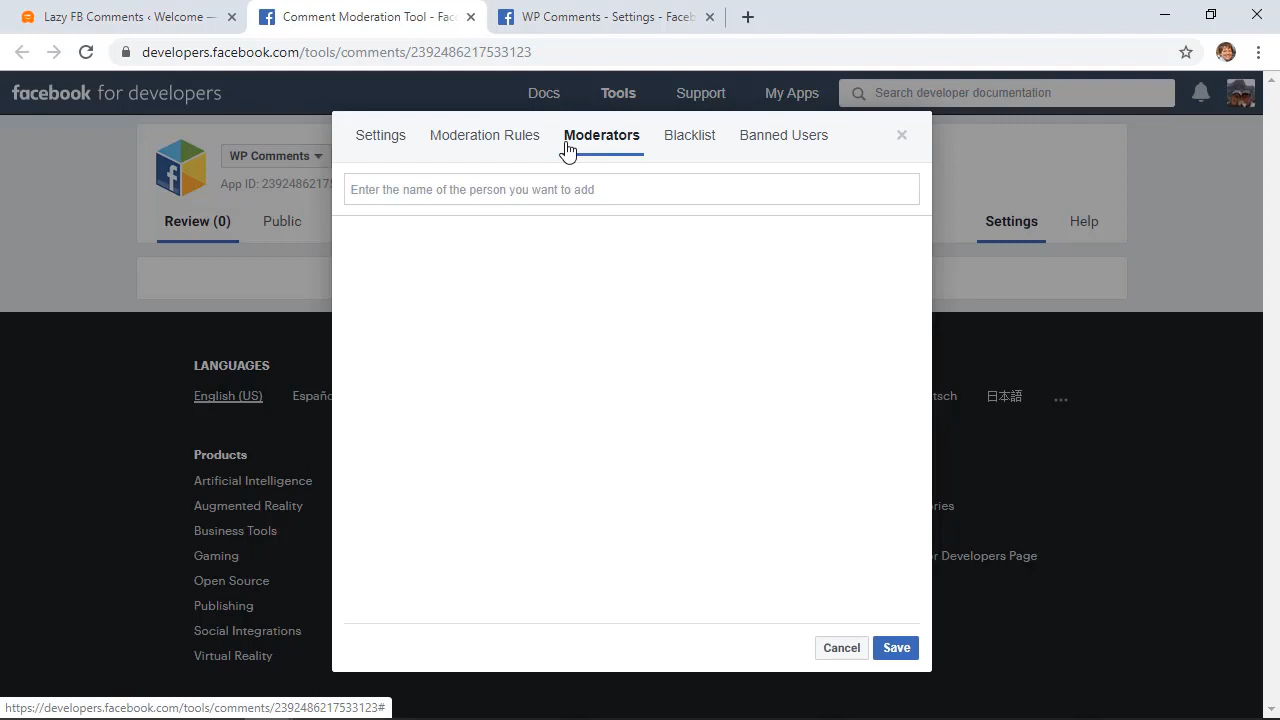 Lazy FB Comments ‹ Welcome —
Comment Moderation Tool - Fac
WP Comments - Settings - Faceb
developers.facebook.com/tools/comments/2392486217533123
facebook for developers
Docs
Tools
Support
My Apps
Search developer documentation
Settings
Moderation Rules
Moderators
Blacklist
Banned Users
WP Comments
App ID: 2392486217
Enter the name of the person you want to add
Review (0)
Public
Settings
Help
LANGUAGES
English (US)
Españo
tsch
日本語
Products
Artificial Intelligence
Augmented Reality
ries
Business Tools
Gaming
r Developers Page
Open Source
Publishing
Social Integrations
Virtual Reality
Cancel
Save
https://developers.facebook.com/tools/comments/2392486217533123#